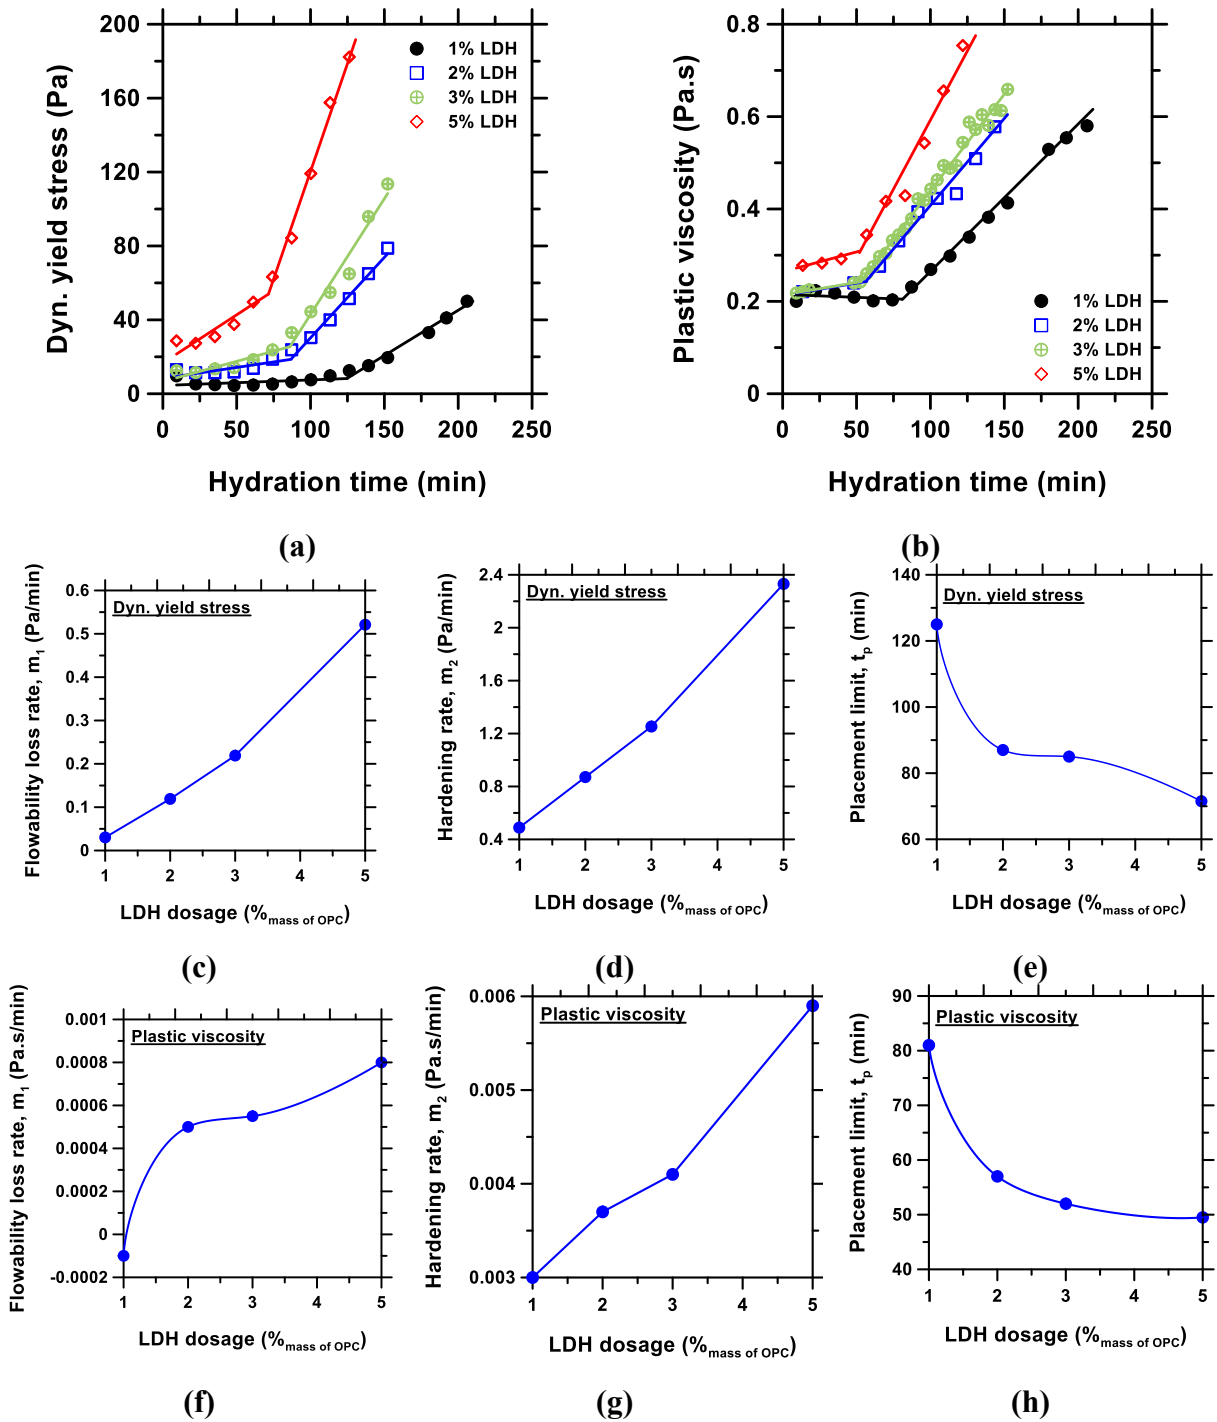 Dyn. yield stress (Pa)
200
160
120
80
40
0
1% LDH
2% LDH
3% LDH
5% LDH
0 50 100 150 200 250
Hydration time (min)
(a)
Plastic viscosity (Pa.s)
0.8
0.6
0.4
0.2
0
1% LDH
2% LDH
3% LDH
5% LDH
0 50 100 150 200 250
Hydration time (min)
(b)
Flowability loss rate, m1 (Pa/min)
0.6
0.5
0.4
0.3
0.2
0.1
0
Dyn. yield stress
1 2 3 4 5
LDH dosage (%mass of OPC)
(c)
Hardening rate, m2 (Pa/min)
2.4
2
1.6
1.2
0.8
0.4
Dyn. yield stress
1 2 3 4 5
LDH dosage (%mass of OPC)
(d)
Placement limit, tp (min)
140
120
100
80
60
Dyn. yield stress
1 2 3 4 5
LDH dosage (%mass of OPC)
(e)
Flowability loss rate, m1 (Pa.s/min)
0.001
0.0008
0.0006
0.0004
0.0002
0
-0.0002
Plastic viscosity
1 2 3 4 5
LDH dosage (%mass of OPC)
(f)
Hardening rate, m2 (Pa.s/min)
0.006
0.005
0.004
0.003
Plastic viscosity
1 2 3 4 5
LDH dosage (%mass of OPC)
(g)
Placement limit, tp (min)
90
80
70
60
50
40
Plastic viscosity
1 2 3 4 5
LDH dosage (%mass of OPC)
(h)